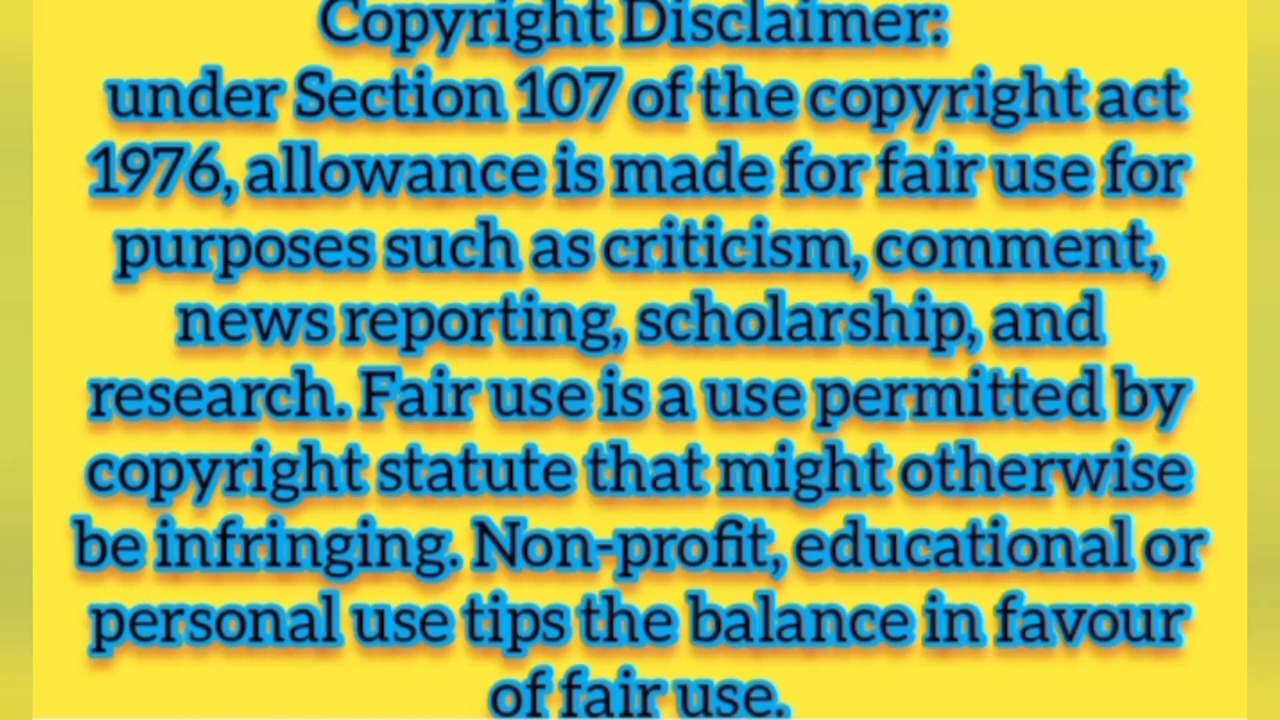 Copyright Disclaimer:
under Section 107 of the copyright act
1976, allowance is made for fair use for
purposes such as criticism, comment,
news reporting, scholarship, and
research. Fair use is a use permitted by
copyright statute that might otherwise
be infringing. Non-profit, educational or
personal use tips the balance in favour
of fair use.